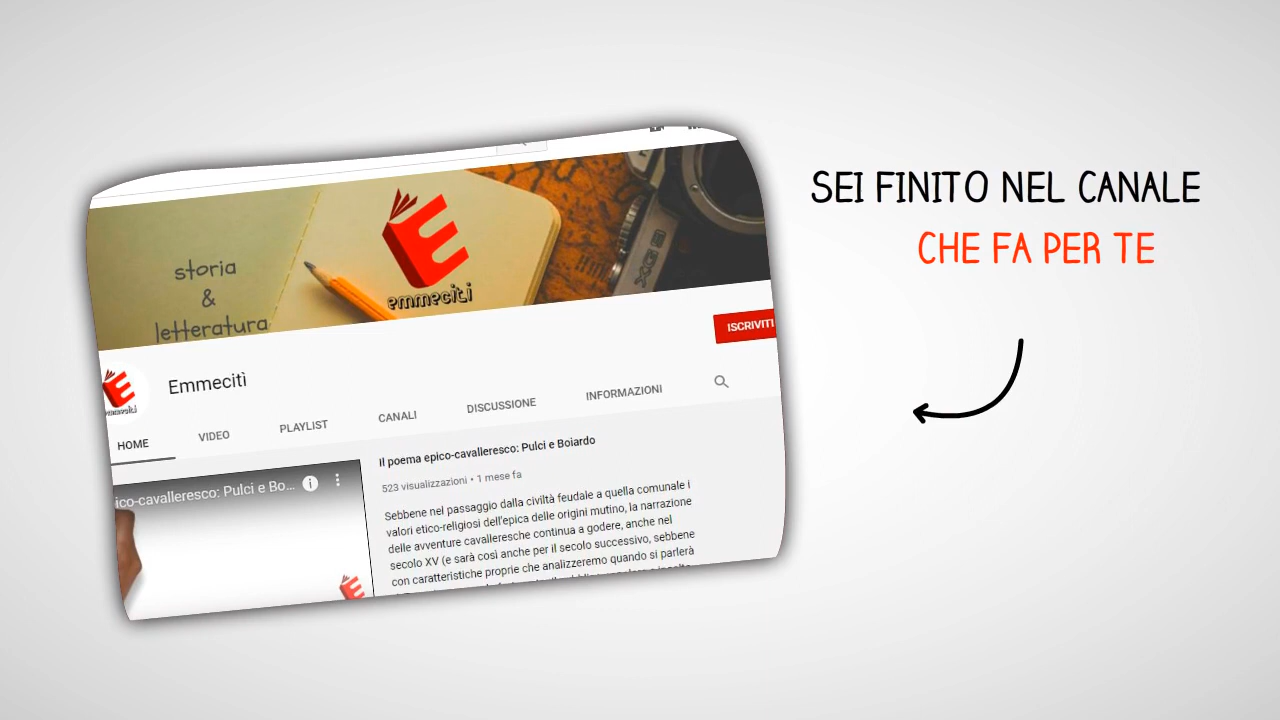 SEI FINITO NEL CANALE
CHE FA PER TE
storia
&
letteratura
emmeciti
XG
ISCRIVITI
Emmecitì
HOME
VIDEO
PLAYLIST
CANALI
DISCUSSIONE
INFORMAZIONI
ico-cavalleresco: Pulci e Bo...
Il poema epico-cavalleresco: Pulci e Boiardo
523 visualizzazioni • 1 mese fa
Sebbene nel passaggio dalla civiltà feudale a quella comunale i
valori etico-religiosi dell'epica delle origini mutino, la narrazione
delle avventure cavalleresche continua a godere, anche nel
secolo XV (e sarà così anche per il secolo successivo, sebbene
con caratteristiche proprie che analizzeremo quando si parlerà